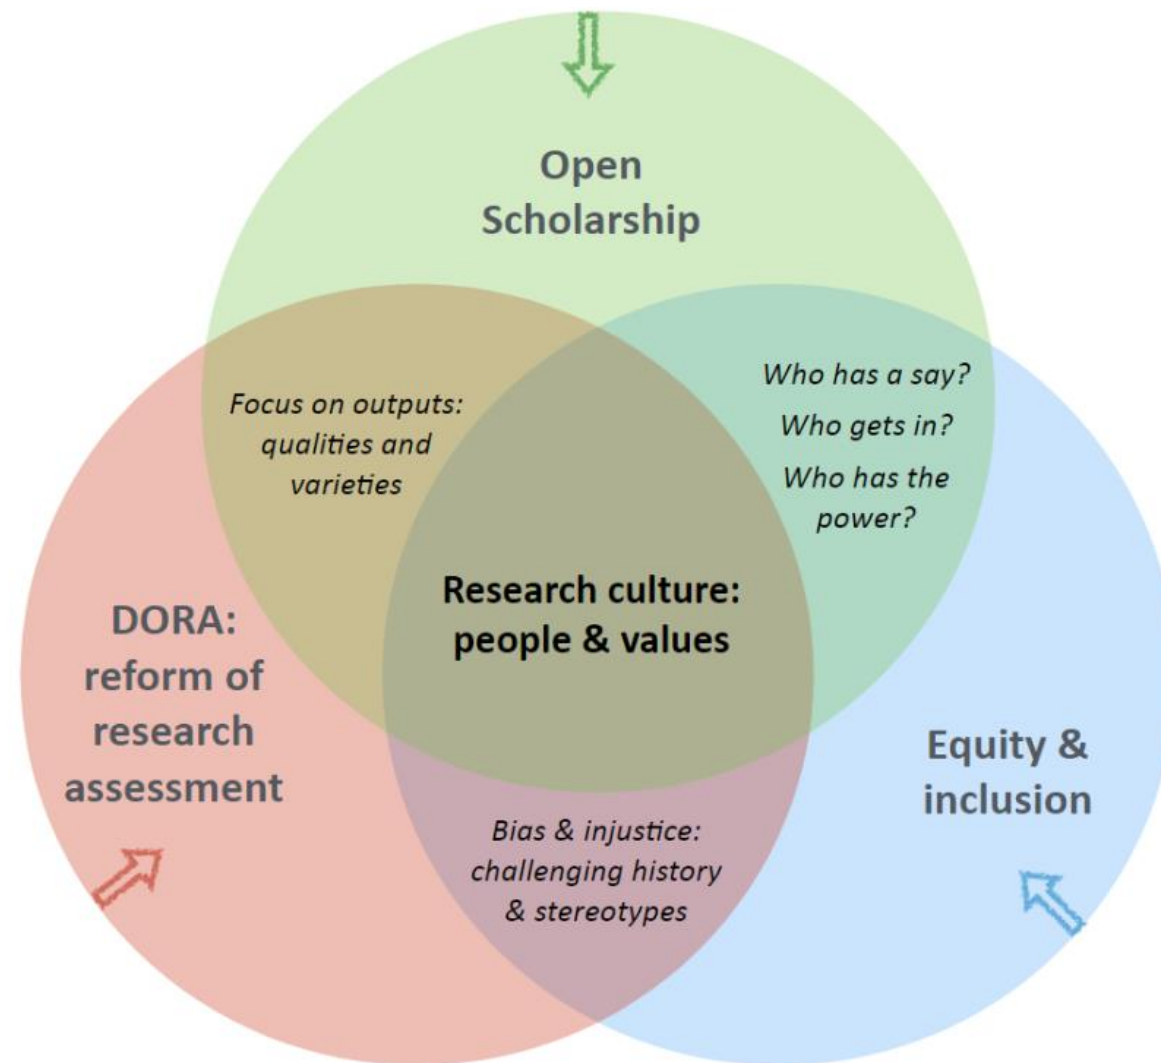 Open
Scholarship
Focus on outputs:
qualities and
varieties
Who has a say?
Who gets in?
Who has the
power?
Research culture:
people & values
DORA:
reform of
research
assessment
Equity &
inclusion
Bias & injustice:
challenging history
& stereotypes